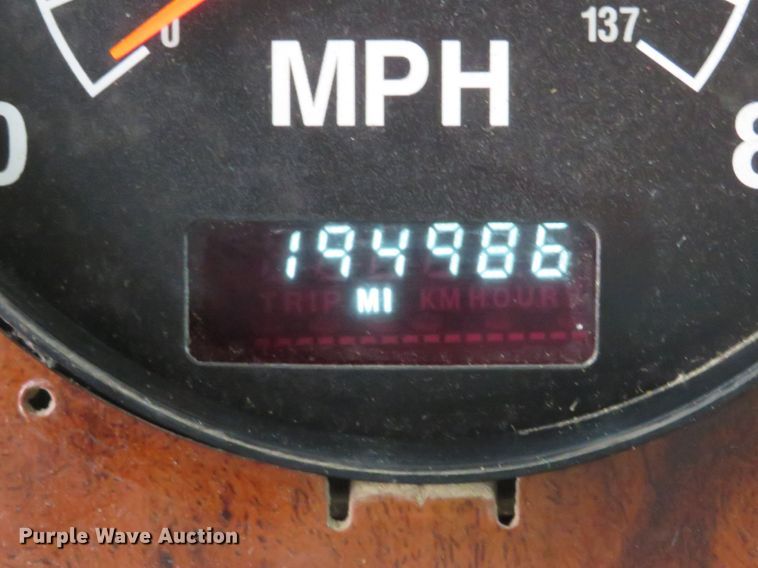 0 137
MPH
0 8
194986
TRIP MI KM HOUR
Purple Wave Auction